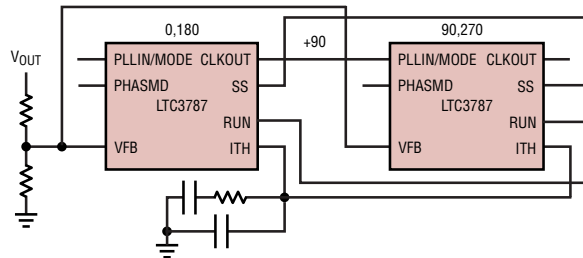 0,180
+90
90,270
VOUT
PLLIN/MODE CLKOUT
PHASMD SS
LTC3787
RUN
VFB ITH
PLLIN/MODE CLKOUT
PHASMD SS
LTC3787
RUN
VFB ITH